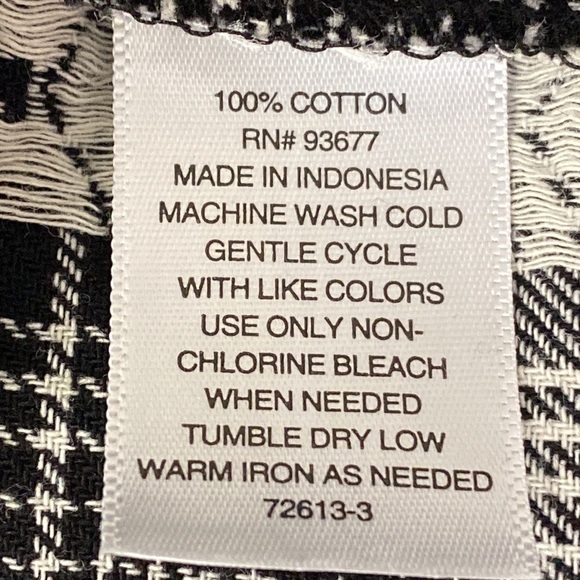 100% COTTON
RN# 93677
MADE IN INDONESIA
MACHINE WASH COLD
GENTLE CYCLE
WITH LIKE COLORS
USE ONLY NON-
CHLORINE BLEACH
WHEN NEEDED
TUMBLE DRY LOW
WARM IRON AS NEEDED
72613-3